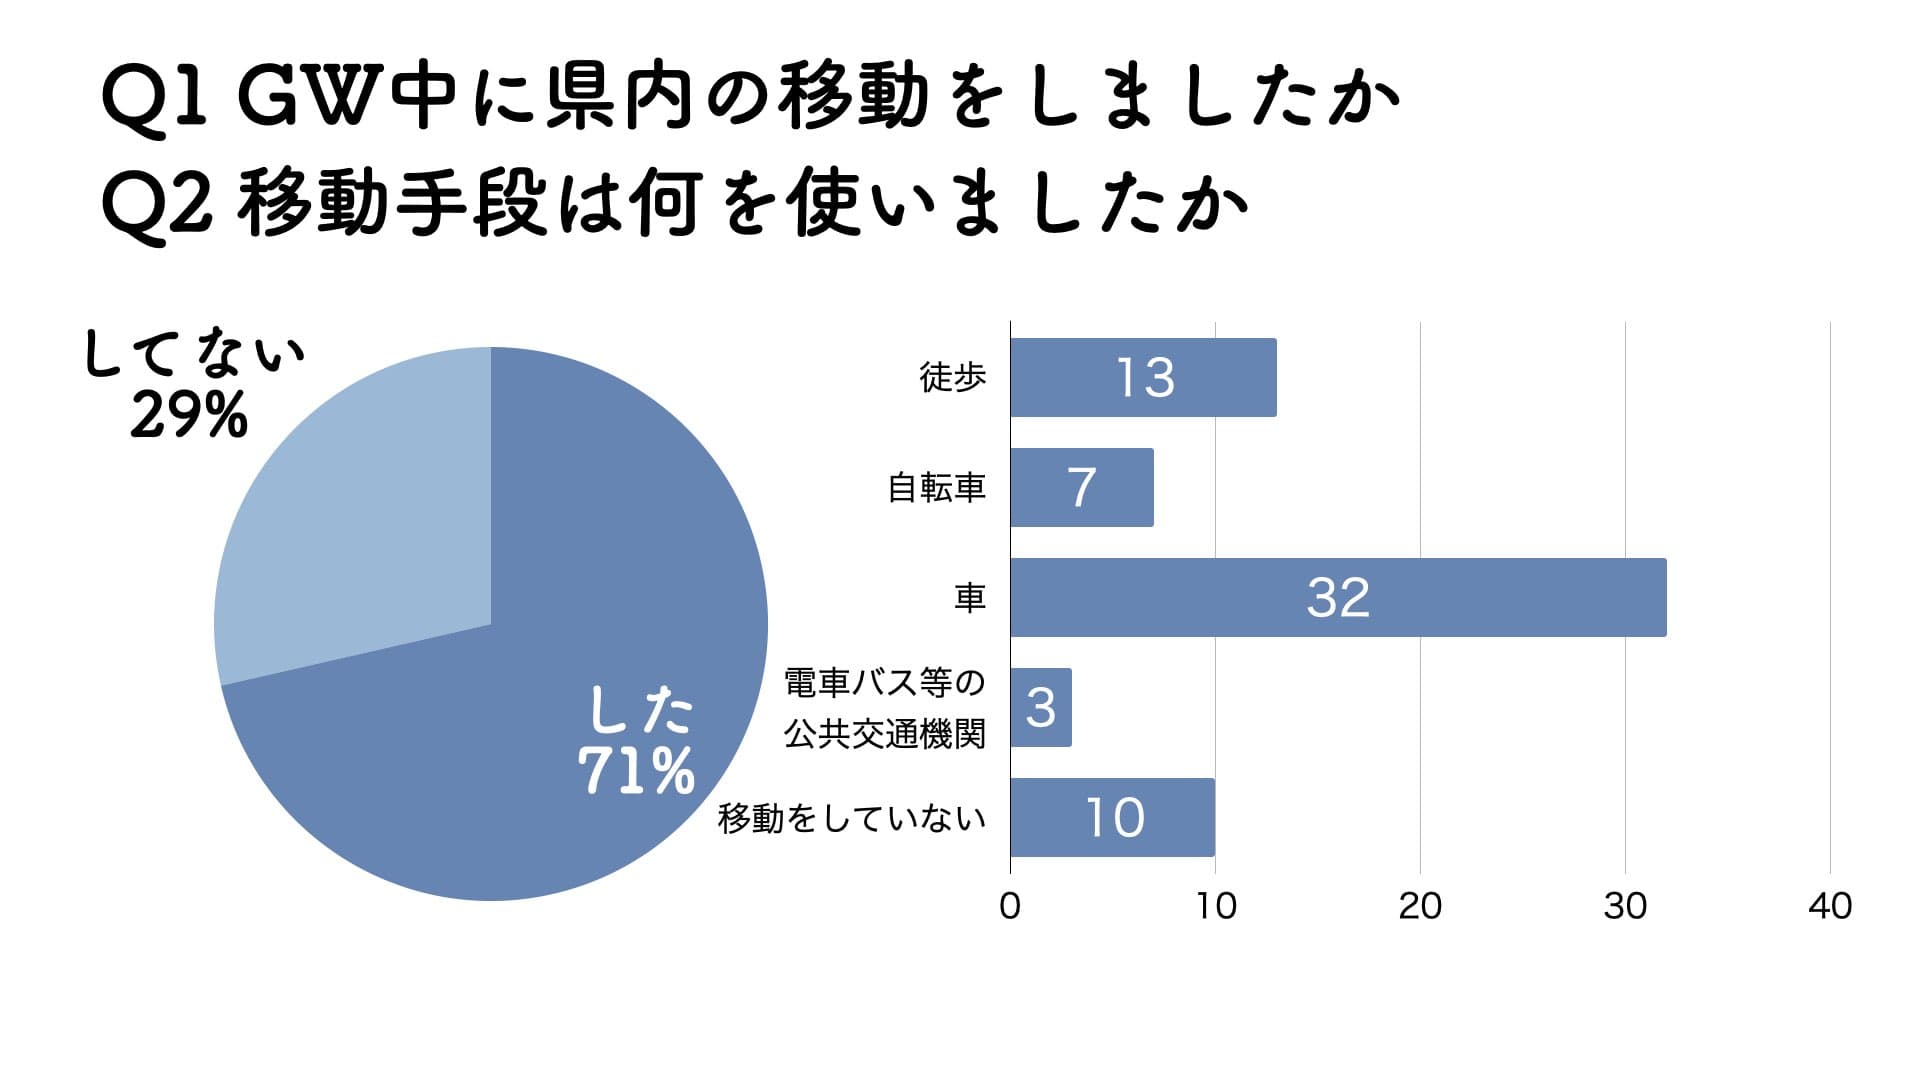 Q1 GW中に県内の移動をしましたか
Q2 移動手段は何を使いましたか
してない
29%
した
71%
徒歩
13
自転車
7
車
32
電車バス等の
公共交通機関
3
移動をしていない
10
0 10 20 30 40